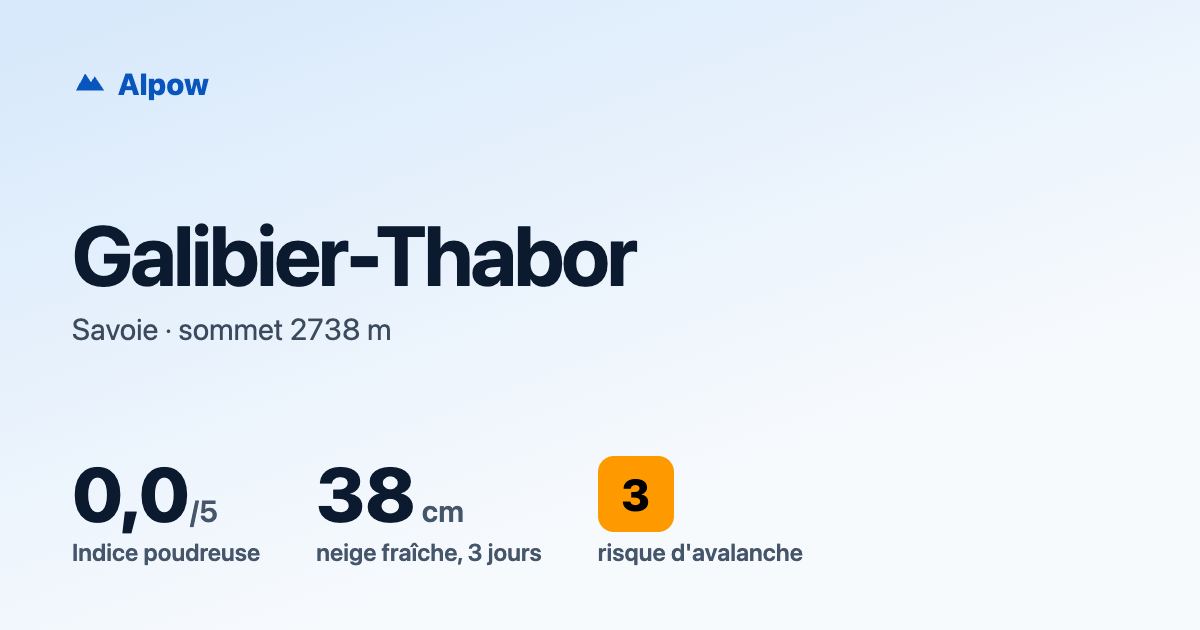 Alpow
Galibier-Thabor
Savoie · sommet 2738 m
0,0/5
Indice poudreuse
38 cm
neige fraîche, 3 jours
3
risque d'avalanche